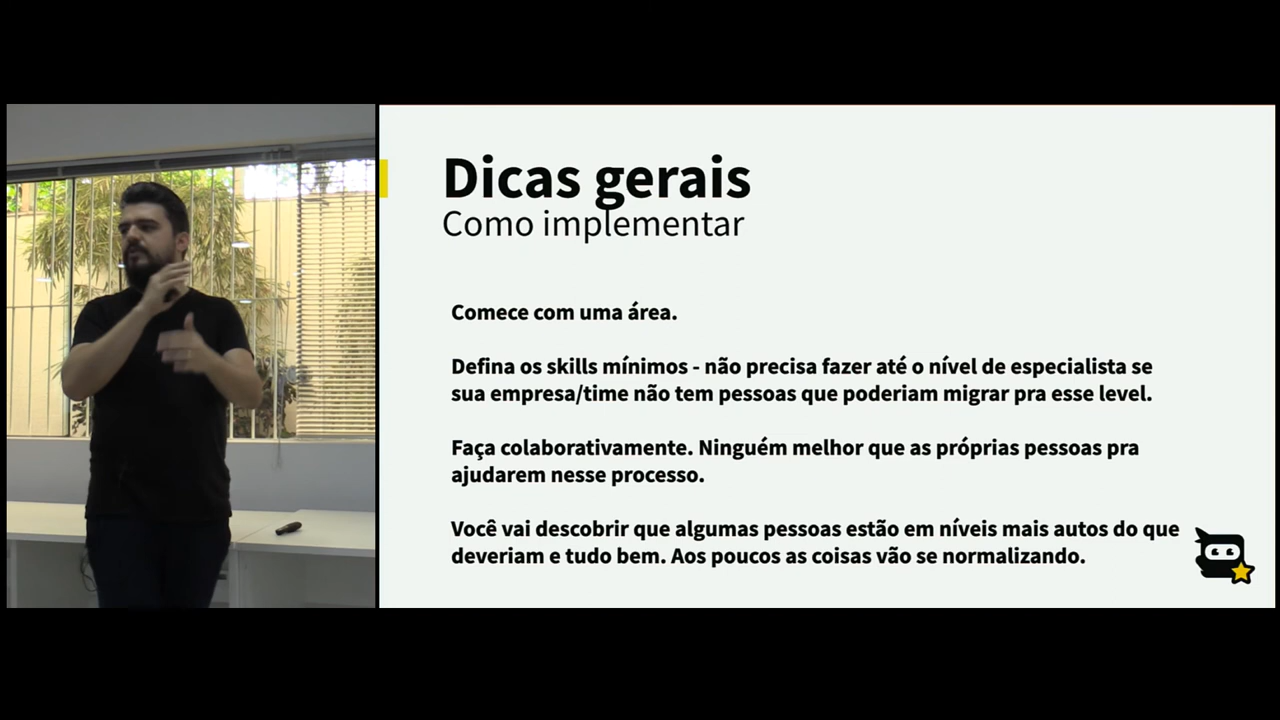 Dicas gerais
Como implementar
Comece com uma área.
Defina os skills mínimos - não precisa fazer até o nível de especialista se
sua empresa/time não tem pessoas que poderiam migrar pra esse level.
Faça colaborativamente. Ninguém melhor que as próprias pessoas pra
ajudarem nesse processo.
Você vai descobrir que algumas pessoas estão em níveis mais autos do que
deveriam e tudo bem. Aos poucos as coisas vão se normalizando.